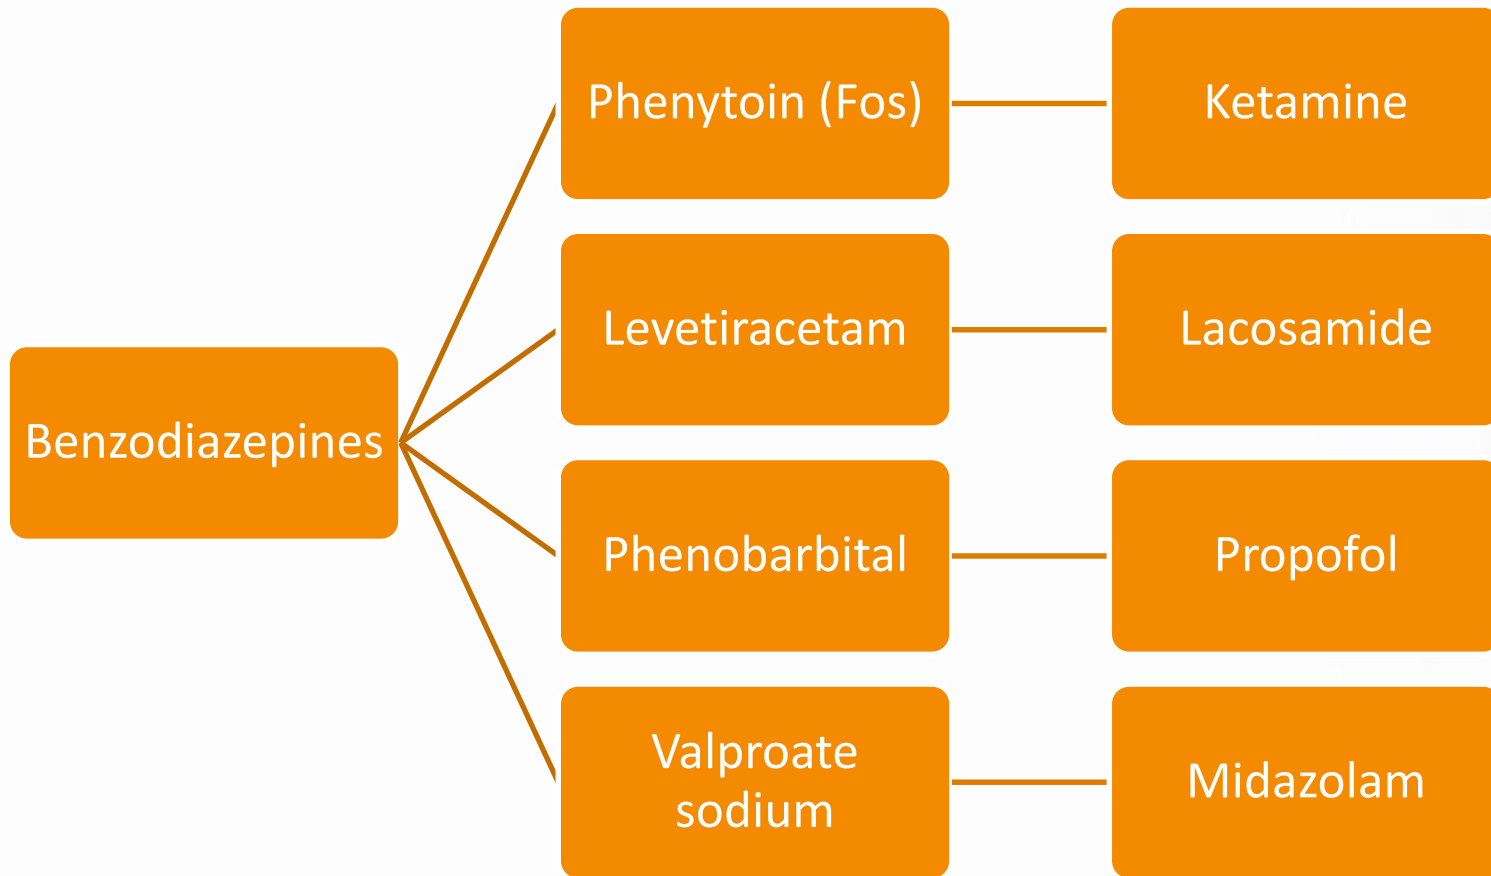 Benzodiazepines
Phenytoin (Fos)
Ketamine
Levetiracetam
Lacosamide
Phenobarbital
Propofol
Valproate
sodium
Midazolam